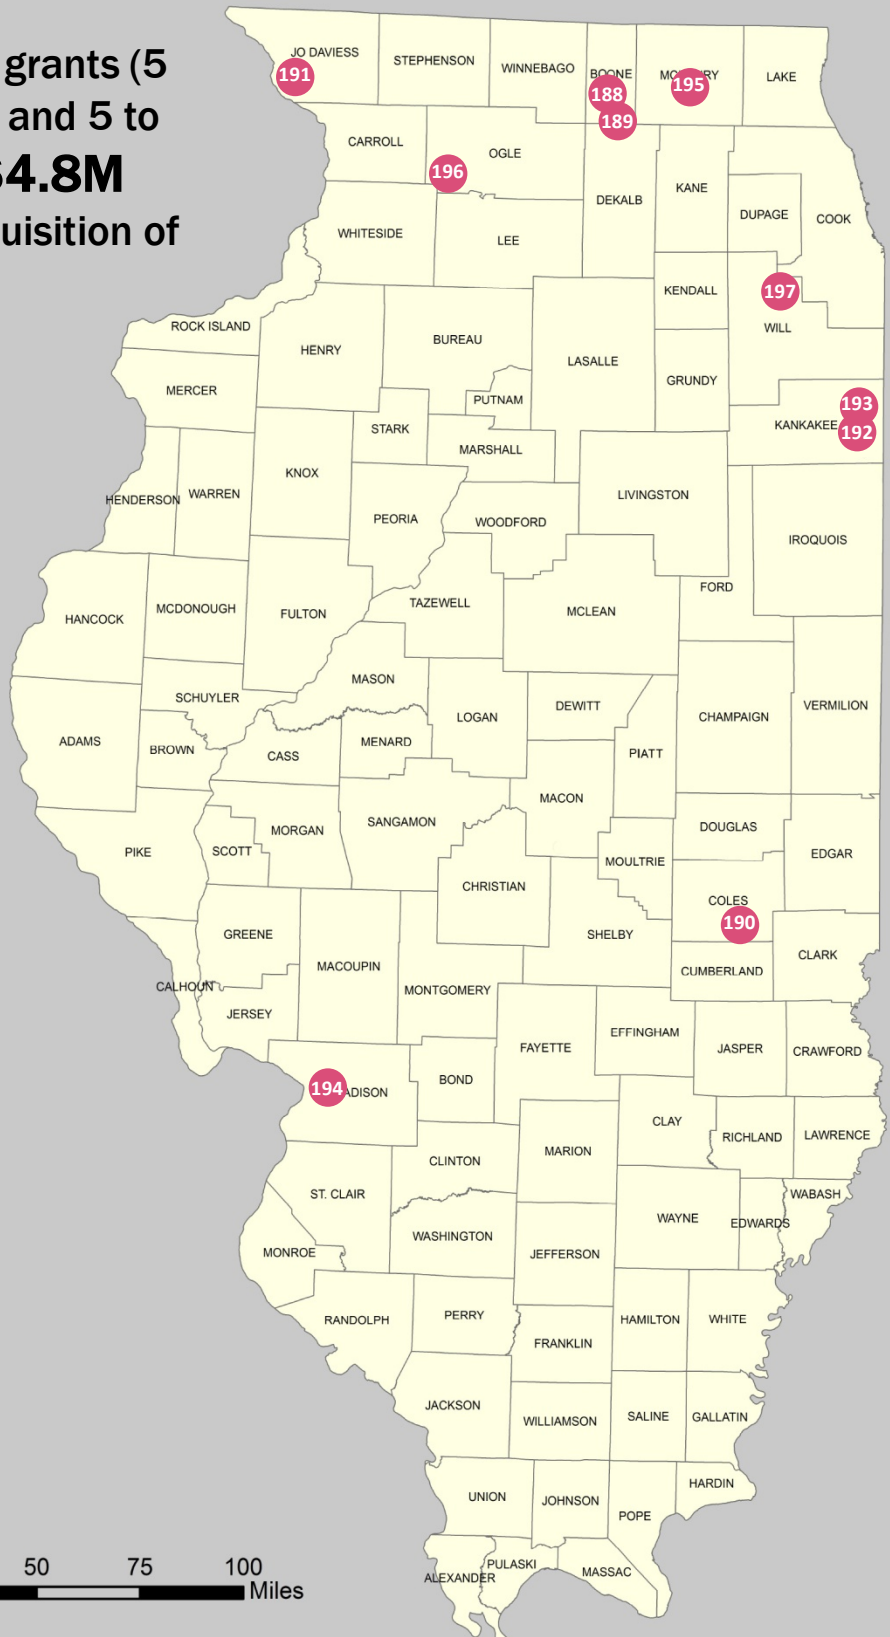 grants (5
and 5 to
4.8M
uisition of
JO DAVIESS
STEPHENSON
WINNEBAGO
BOONE
LAKE
191
188
195
189
CARROLL
OGLE
196
DEKALB
KANE
DUPAGE
COOK
WHITESIDE
LEE
KENDALL
197
ROCK ISLAND
WILL
HENRY
BUREAU
LASALLE
GRUNDY
MERCER
PUTNAM
193
STARK
KANKAKEE
192
MARSHALL
KNOX
HENDERSON
WARREN
LIVINGSTON
PEORIA
WOODFORD
IROQUOIS
FORD
HANCOCK
MCDONOUGH
FULTON
TAZEWELL
MCLEAN
MASON
SCHUYLER
LOGAN
DEWITT
CHAMPAIGN
VERMILION
ADAMS
BROWN
CASS
MENARD
PIATT
MACON
SANGAMON
MORGAN
DOUGLAS
PIKE
SCOTT
MOULTRIE
EDGAR
CHRISTIAN
COLES
190
GREENE
SHELBY
MACOUPIN
CLARK
CUMBERLAND
CALHOUN
MONTGOMERY
JERSEY
FAYETTE
EFFINGHAM
JASPER
CRAWFORD
194
ADISON
BOND
CLAY
RICHLAND
LAWRENCE
CLINTON
MARION
ST. CLAIR
WABASH
WAYNE
EDWARDS
WASHINGTON
MONROE
JEFFERSON
RANDOLPH
PERRY
HAMILTON
WHITE
FRANKLIN
JACKSON
WILLIAMSON
SALINE
GALLATIN
HARDIN
UNION
JOHNSON
POPE
PULASKI
MASSAC
ALEXANDER
50 75 100
Miles